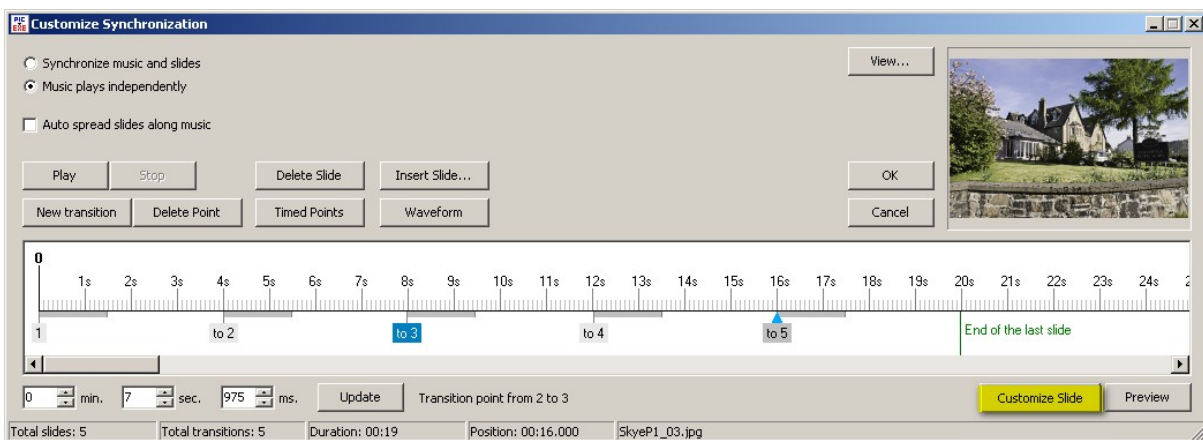 PIC EXE Customize Synchronization
Synchronize music and slides
Music plays independently
Auto spread slides along music
View...
Play Stop Delete Slide Insert Slide... OK
New transition Delete Point Timed Points Waveform Cancel
0
1s 2s 3s 4s 5s 6s 7s 8s 9s 10s 11s 12s 13s 14s 15s 16s 17s 18s 19s 20s 21s 22s 23s 24s 2
1 to 2 to 3 to 4 to 5 End of the last slide
0 min. 7 sec. 975 ms. Update Transition point from 2 to 3 Customize Slide Preview
Total slides: 5 Total transitions: 5 Duration: 00:19 Position: 00:16.000 SkyeP1_03.jpg